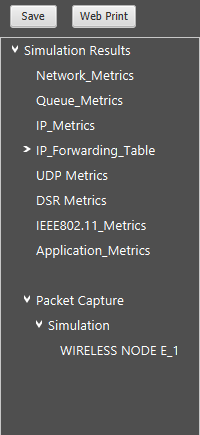 Save Web Print
Simulation Results
Network_Metrics
Queue_Metrics
IP_Metrics
IP_Forwarding_Table
UDP Metrics
DSR Metrics
IEEE802.11_Metrics
Application_Metrics
Packet Capture
Simulation
WIRELESS NODE E_1